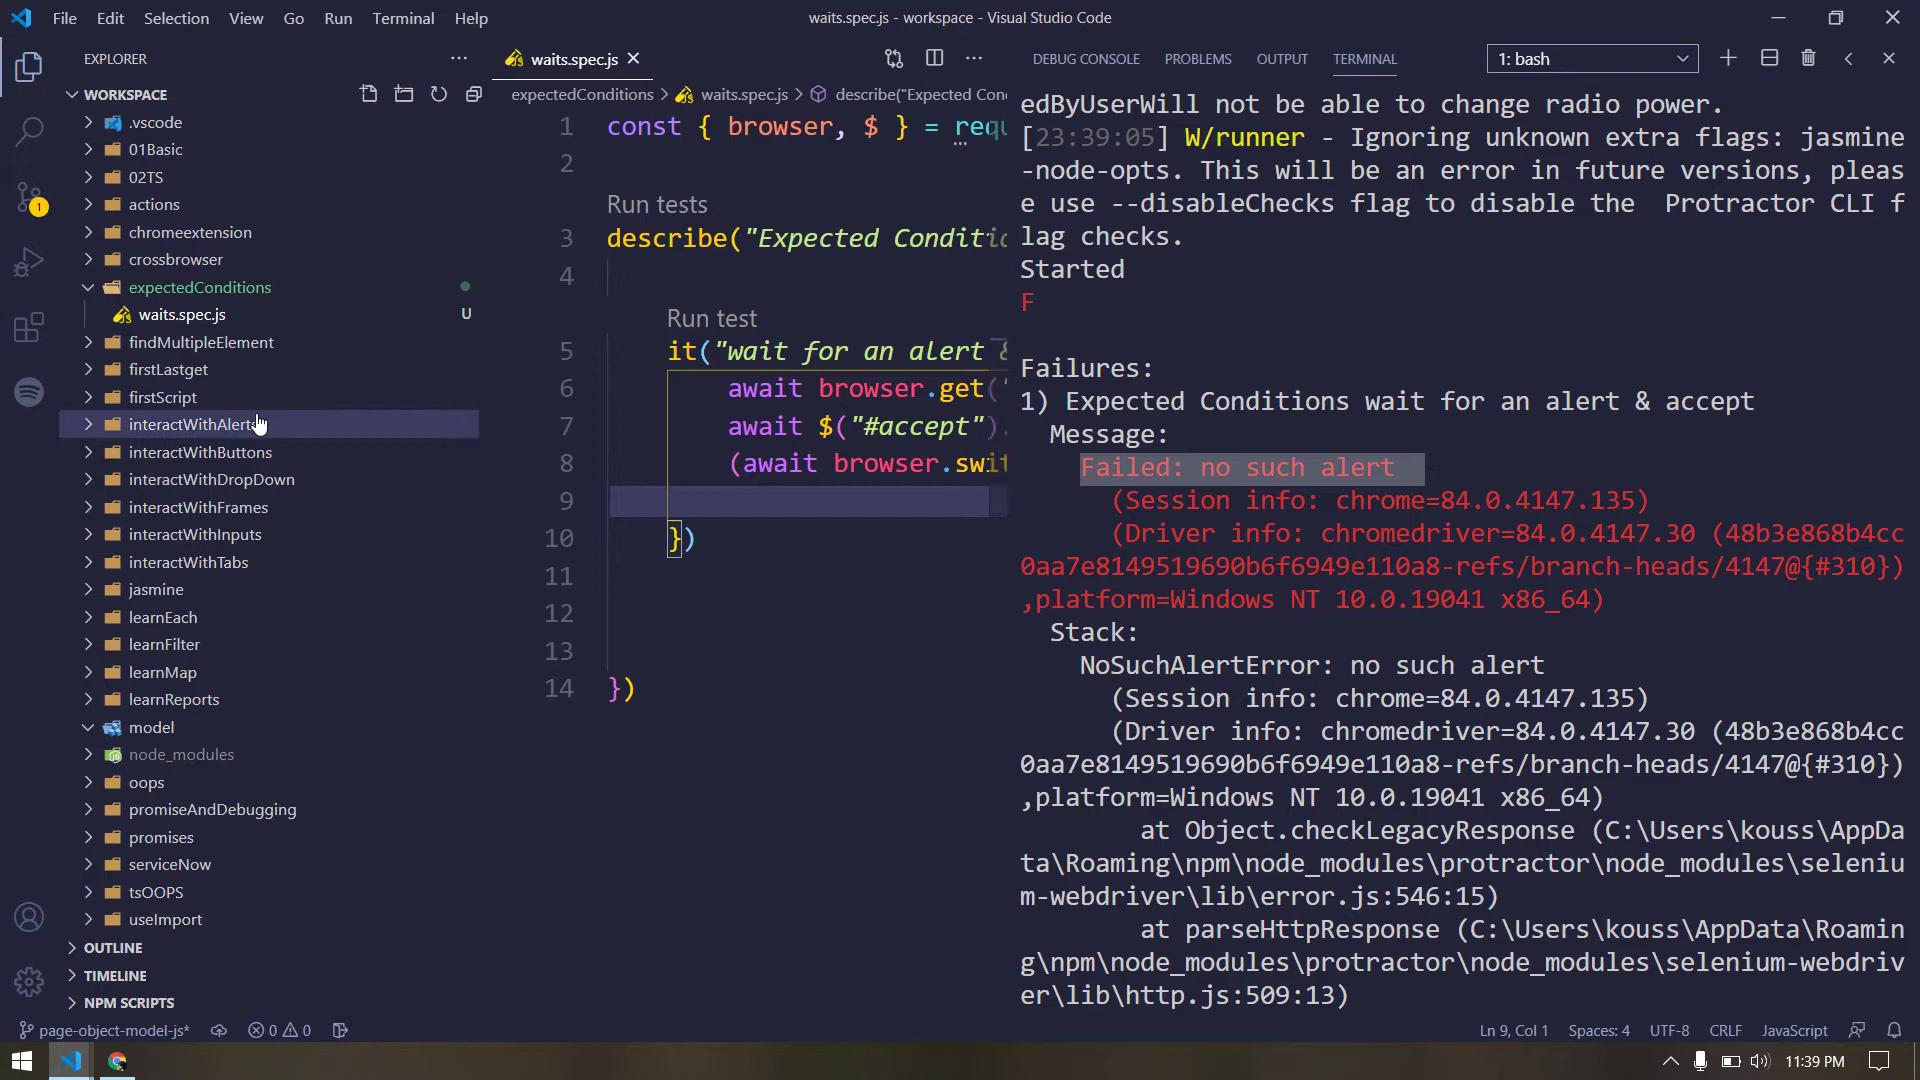 File Edit Selection View Go Run Terminal Help
waits.spec.js - workspace - Visual Studio Code
EXPLORER
WORKSPACE
.vscode
01Basic
02TS
actions
chromeextension
crossbrowser
expectedConditions
waits.spec.js U
findMultipleElement
firstLastget
firstScript
interactWithAlert
interactWithButtons
interactWithDropDown
interactWithFrames
interactWithInputs
interactWithTabs
jasmine
learnEach
learnFilter
learnMap
learnReports
model
node_modules
oops
promiseAndDebugging
promises
serviceNow
tsOOPS
useImport
OUTLINE
TIMELINE
NPM SCRIPTS
1
waits.spec.js
expectedConditions > waits.spec.js > describe("Expected Con
1 const { browser, $ } = requ
2
Run tests
3 describe("Expected Conditio
4
Run test
5 it("wait for an alert &
6 await browser.get("
7 await $("#accept").
8 (await browser.swit
9
10 })
11
12
13
14 })
DEBUG CONSOLE PROBLEMS OUTPUT TERMINAL
1: bash
edByUserWill not be able to change radio power.
[23:39:05] W/runner - Ignoring unknown extra flags: jasmine
-node-opts. This will be an error in future versions, pleas
e use --disableChecks flag to disable the  Protractor CLI f
lag checks.
Started
F
Failures:
1) Expected Conditions wait for an alert & accept
Message:
Failed: no such alert
(Session info: chrome=84.0.4147.135)
(Driver info: chromedriver=84.0.4147.30 (48b3e868b4cc
0aa7e8149519690b6f6949e110a8-refs/branch-heads/4147@{#310})
,platform=Windows NT 10.0.19041 x86_64)
Stack:
NoSuchAlertError: no such alert
(Session info: chrome=84.0.4147.135)
(Driver info: chromedriver=84.0.4147.30 (48b3e868b4cc
0aa7e8149519690b6f6949e110a8-refs/branch-heads/4147@{#310})
,platform=Windows NT 10.0.19041 x86_64)
at Object.checkLegacyResponse (C:\Users\kouss\AppDa
ta\Roaming\npm\node_modules\protractor\node_modules\seleniu
m-webdriver\lib\error.js:546:15)
at parseHttpResponse (C:\Users\kouss\AppData\Roamin
g\npm\node_modules\protractor\node_modules\selenium-webdriv
er\lib\http.js:509:13)
page-object-model-js* 0 0
Ln 9, Col 1 Spaces: 4 UTF-8 CRLF JavaScript
11:39 PM